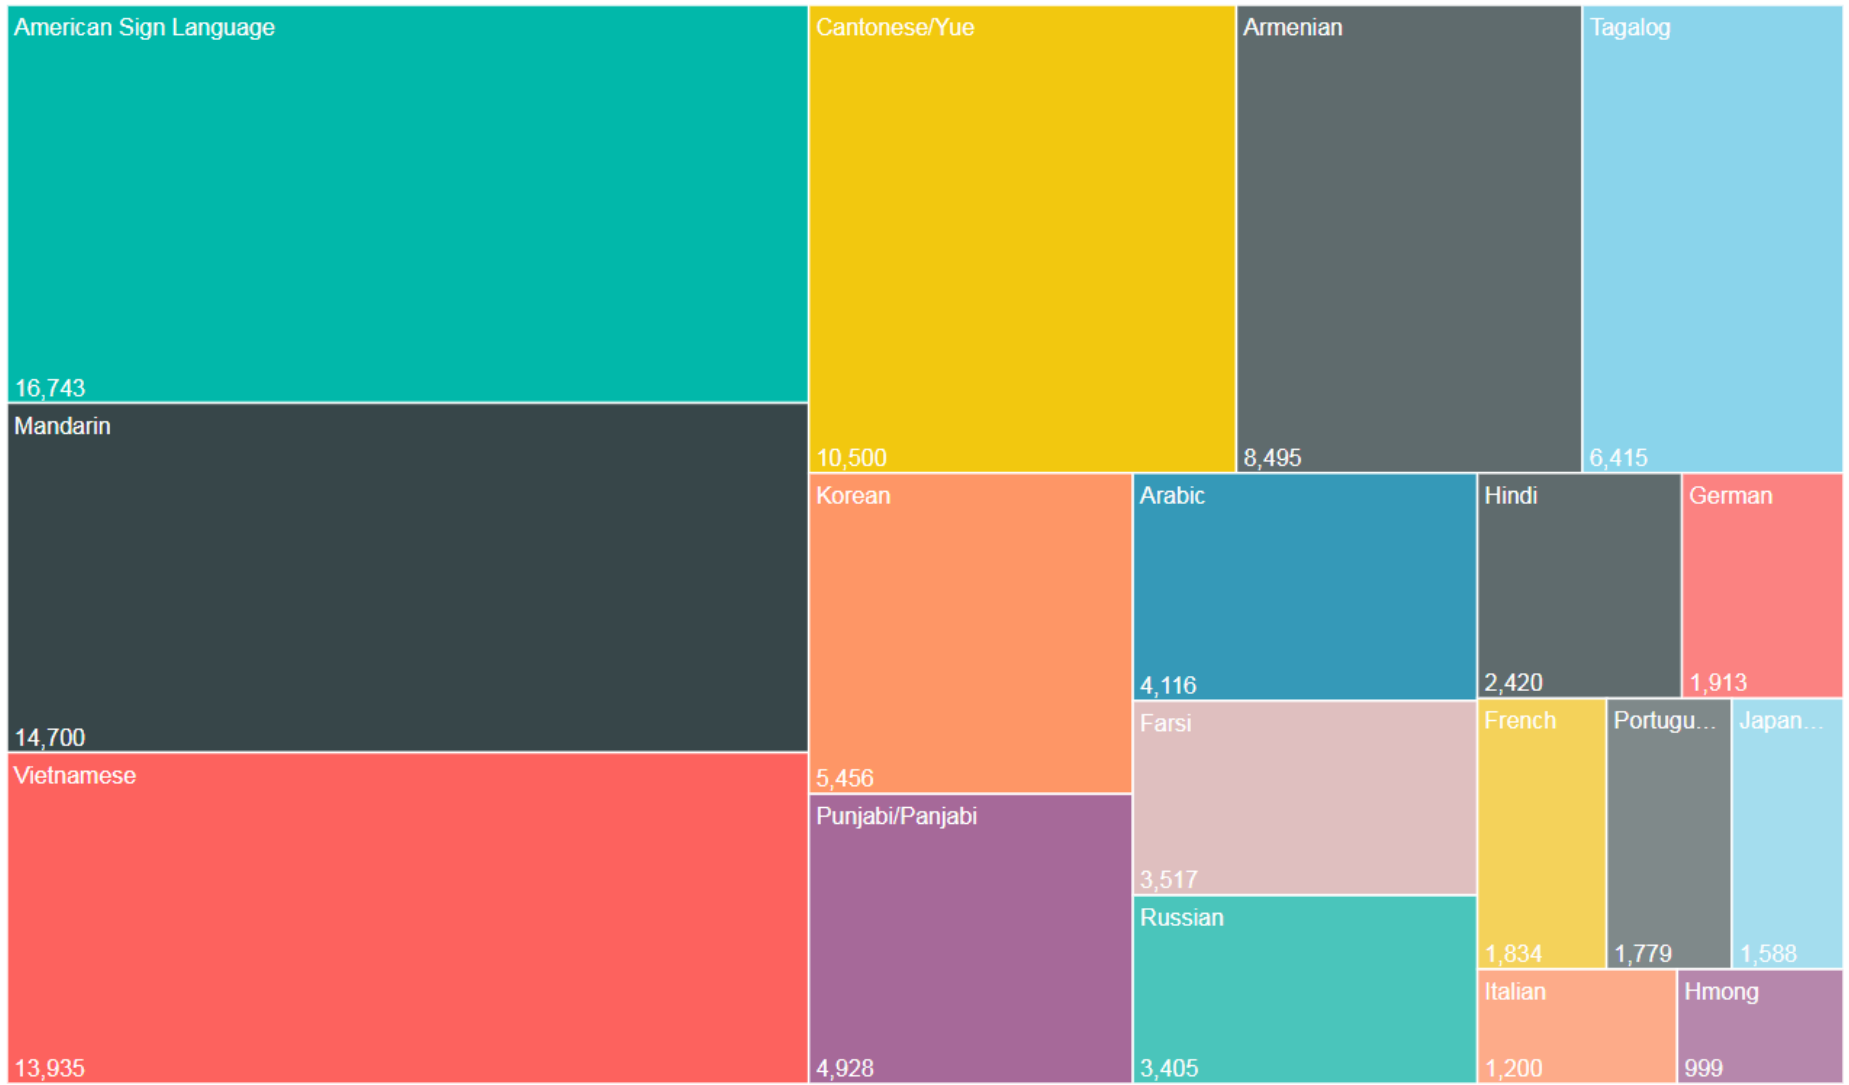 American Sign Language
16,743
Mandarin
14,700
Vietnamese
13,935
Cantonese/Yue
10,500
Armenian
8,495
Tagalog
6,415
Korean
5,456
Punjabi/Panjabi
4,928
Arabic
4,116
Farsi
3,517
Russian
3,405
Hindi
2,420
German
1,913
French
1,834
Portugu...
1,779
Japan...
1,588
Italian
1,200
Hmong
999